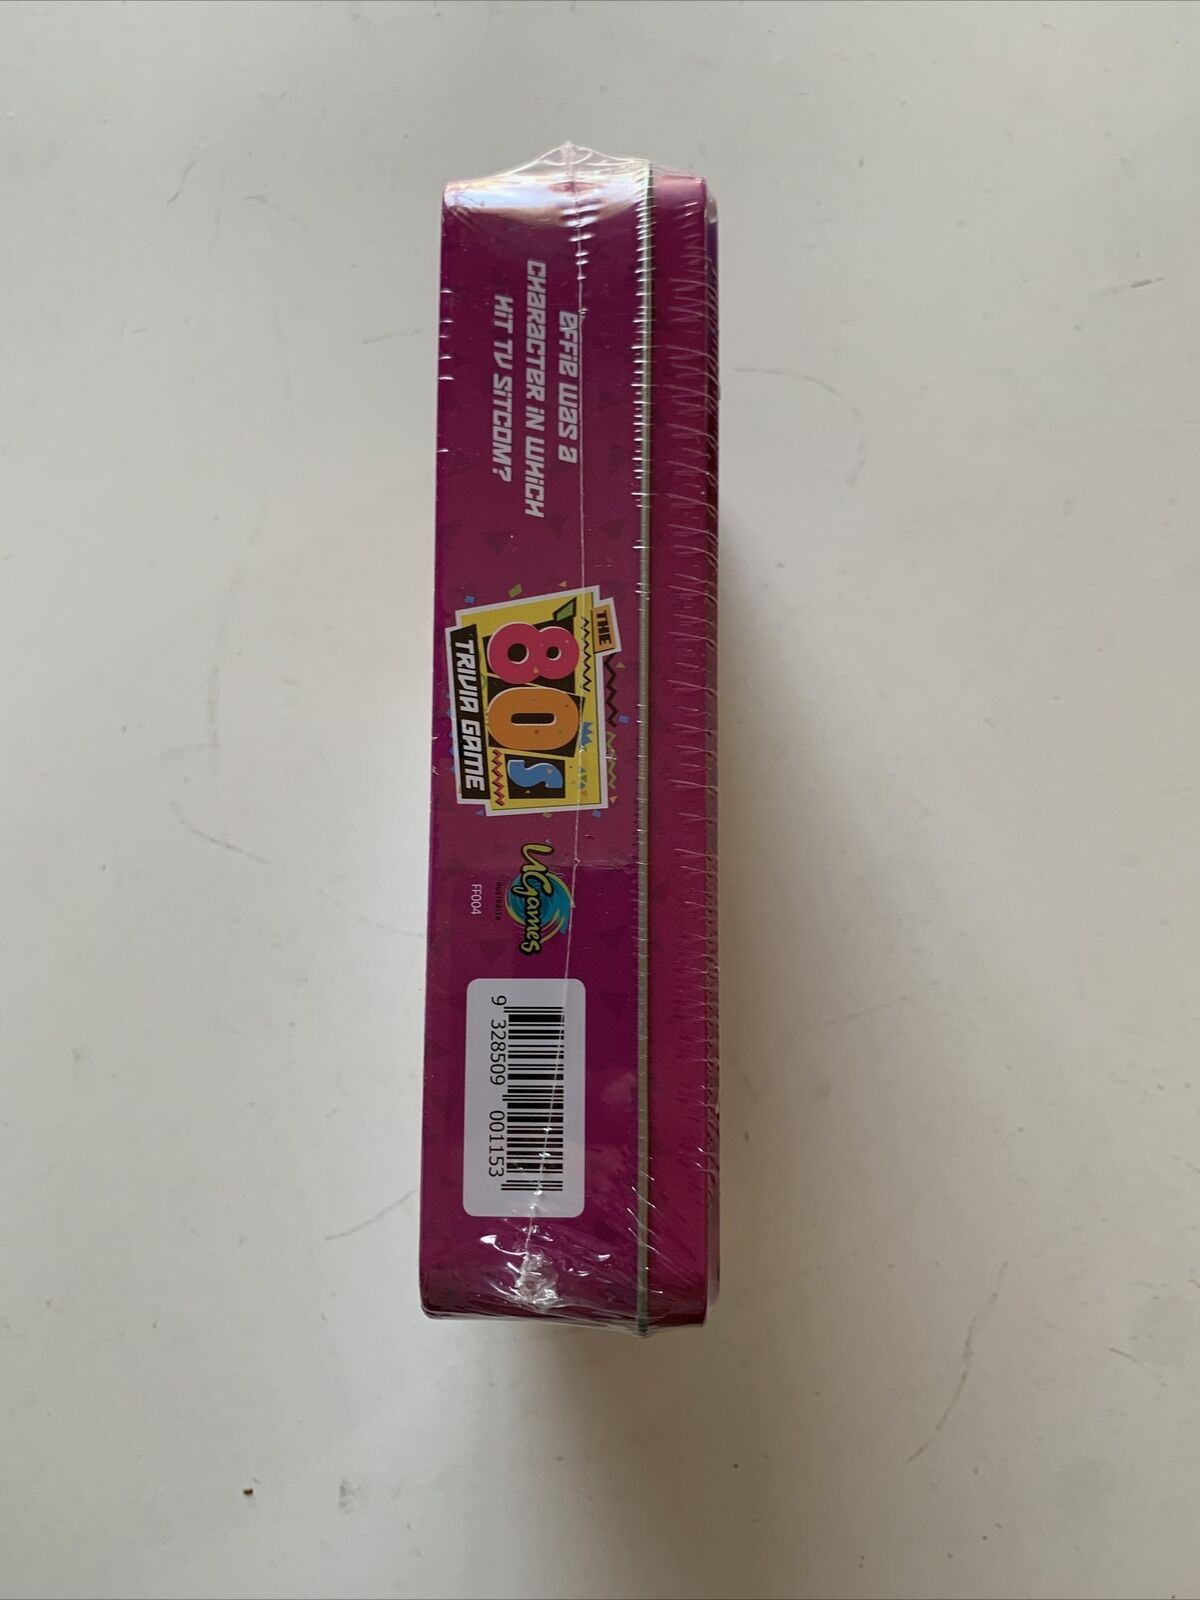 EFFIE WAS A
CHARACTER IN WHICH
HIT TV SITCOM?
THE
80s
TRIVIA GAME
UGames
AUSTRALIA
FF004
9 328509 001153